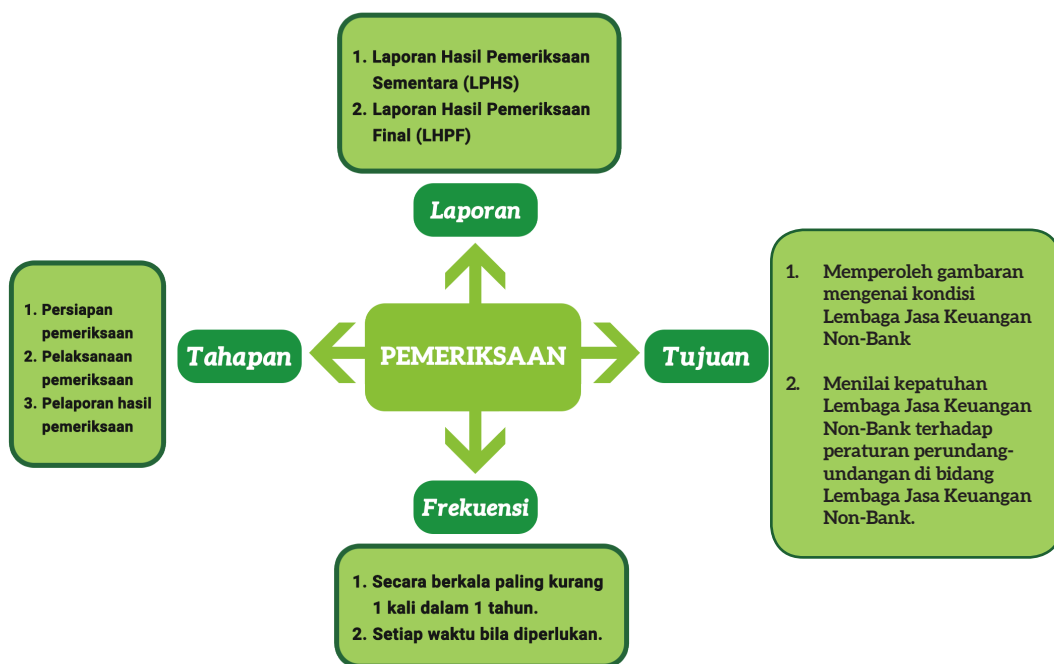 1. Laporan Hasil Pemeriksaan
Sementara (LPHS)
2. Laporan Hasil Pemeriksaan
Final (LHPF)
Laporan
1. Persiapan
pemeriksaan
2. Pelaksanaan
pemeriksaan
3. Pelaporan hasil
pemeriksaan
Tahapan
PEMERIKSAAN
Tujuan
1. Memperoleh gambaran
mengenai kondisi
Lembaga Jasa Keuangan
Non-Bank
2. Menilai kepatuhan
Lembaga Jasa Keuangan
Non-Bank terhadap
peraturan perundang-
undangan di bidang
Lembaga Jasa Keuangan
Non-Bank.
Frekuensi
1. Secara berkala paling kurang
1 kali dalam 1 tahun.
2. Setiap waktu bila diperlukan.